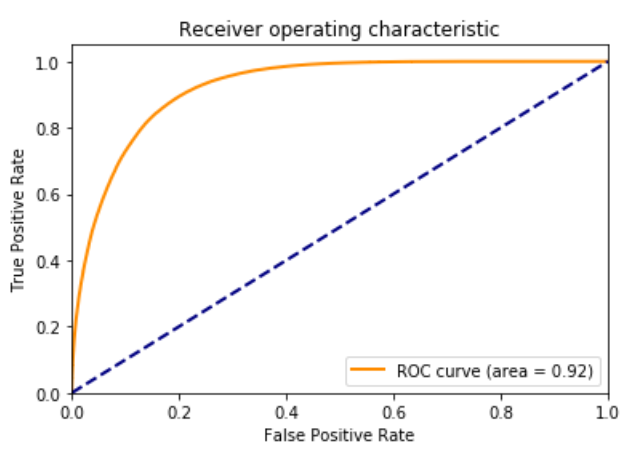 Receiver operating characteristic
1.0
0.8
0.6
0.4
0.2
0.0
True Positive Rate
ROC curve (area = 0.92)
0.0 0.2 0.4 0.6 0.8 1.0
False Positive Rate